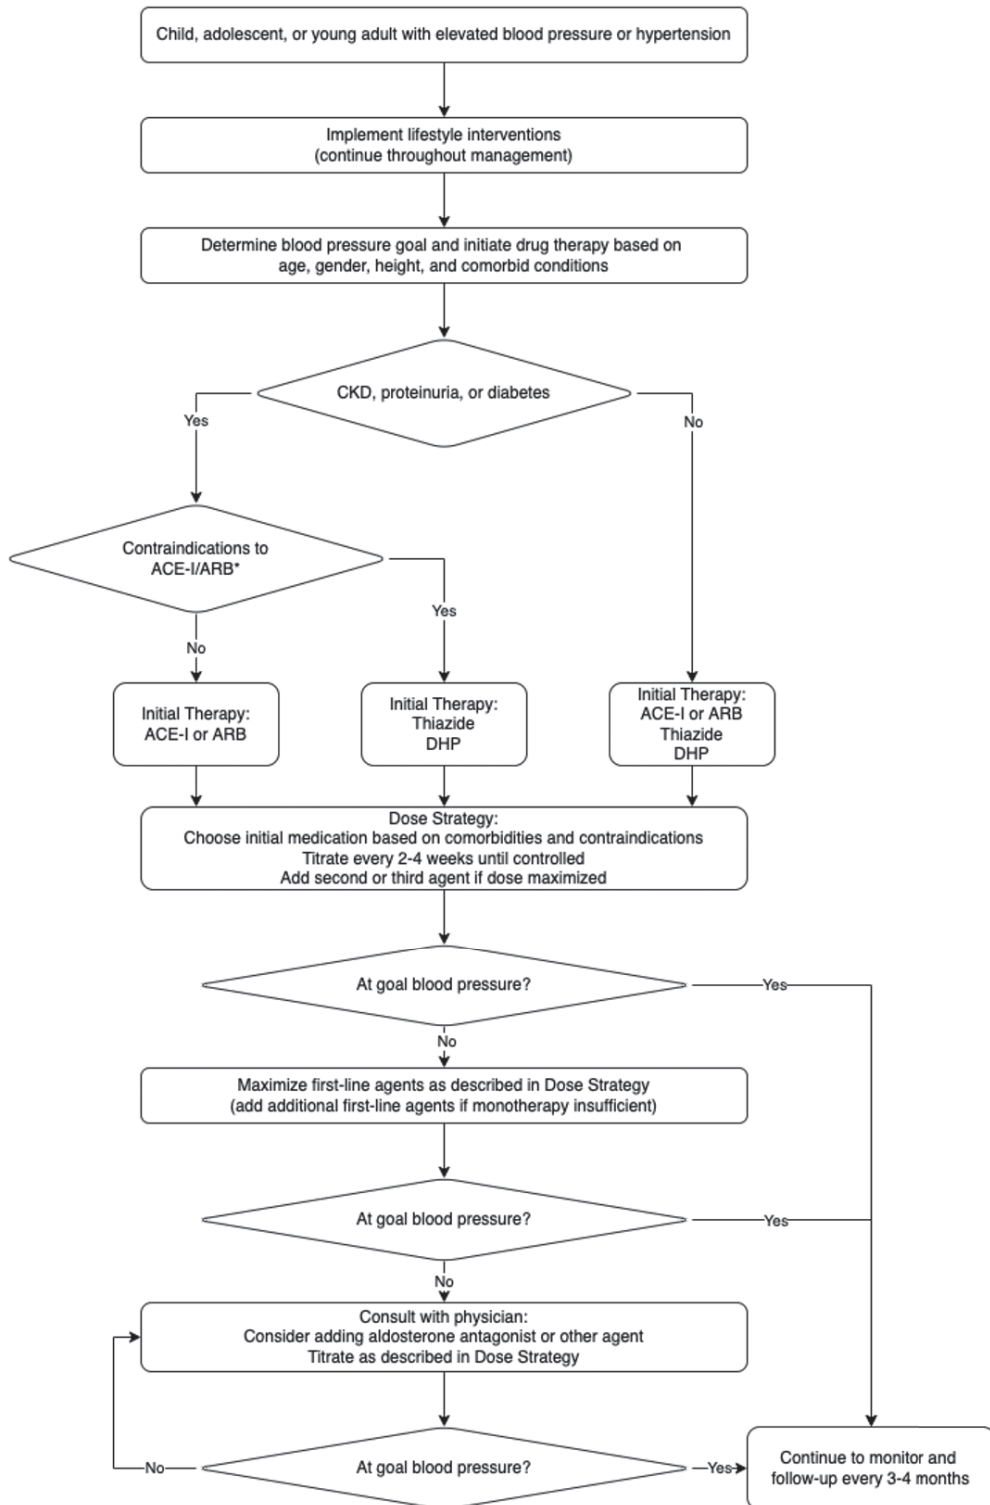 Child, adolescent, or young adult with elevated blood pressure or hypertension
Implement lifestyle interventions
(continue throughout management)
Determine blood pressure goal and initiate drug therapy based on
age, gender, height, and comorbid conditions
CKD, proteinuria, or diabetes
Yes
No
Contraindications to
ACE-I/ARB*
Yes
No
Initial Therapy:
ACE-I or ARB
Initial Therapy:
Thiazide
DHP
Initial Therapy:
ACE-I or ARB
Thiazide
DHP
Dose Strategy:
Choose initial medication based on comorbidities and contraindications
Titrate every 2-4 weeks until controlled
Add second or third agent if dose maximized
At goal blood pressure?
Yes
No
Maximize first-line agents as described in Dose Strategy
(add additional first-line agents if monotherapy insufficient)
At goal blood pressure?
Yes
No
Consult with physician:
Consider adding aldosterone antagonist or other agent
Titrate as described in Dose Strategy
At goal blood pressure?
No
Yes
Continue to monitor and
follow-up every 3-4 months